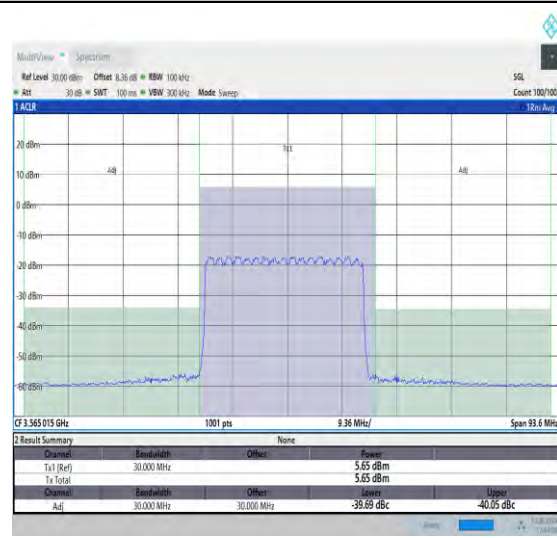 MultiView Spectrum
Ref Level 30.00 dBm Offset 8.36 dB RBW 100 kHz SGL
Att 30 dB SWT 100 ms VBW 300 kHz Mode Sweep Count 100/100
1 ACLR 1Rm Avg
20 dBm
Tx1
10 dBm Adj Adj
0 dBm
-10 dBm
-20 dBm
-30 dBm
-40 dBm
-50 dBm
-60 dBm
CF 3.565015 GHz 1001 pts 9.36 MHz/ Span 93.6 MHz
2 Result Summary None
Channel Bandwidth Offset Power
Tx1 (Ref) 30.000 MHz 5.65 dBm
Tx Total 5.65 dBm
Channel Bandwidth Offset Lower Upper
Adj 30.000 MHz 30.000 MHz -39.69 dBc -40.05 dBc